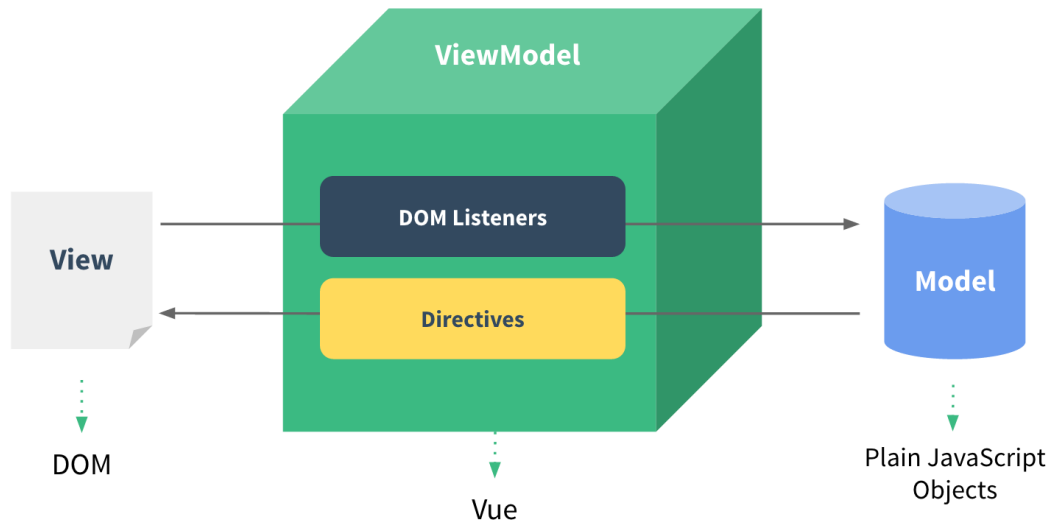 ViewModel
DOM Listeners
View
Directives
Model
DOM
Vue
Plain JavaScript
Objects